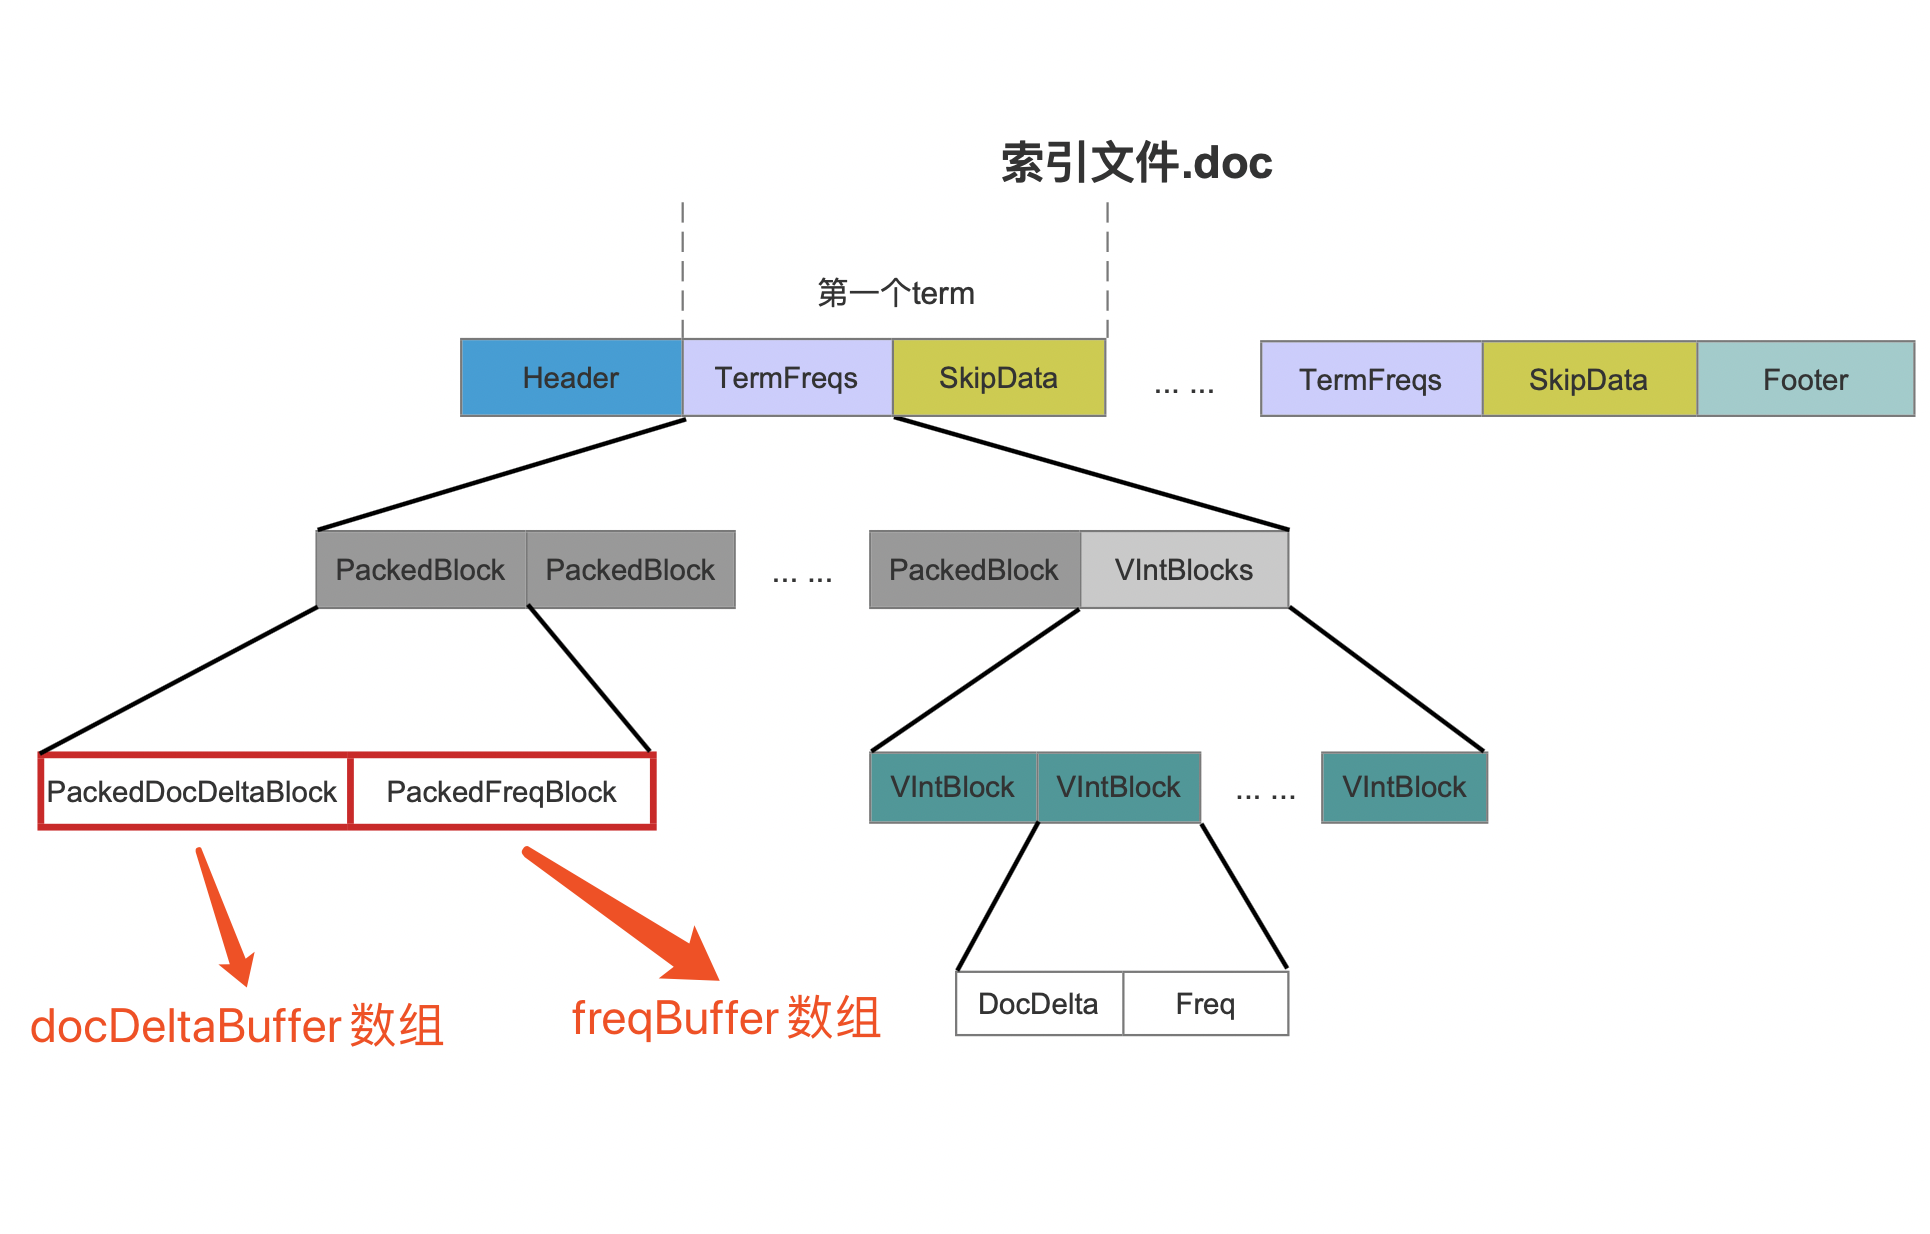 索引文件.doc
第一个term
Header
TermFreqs
SkipData
... ...
TermFreqs
SkipData
Footer
PackedBlock
PackedBlock
... ...
PackedBlock
VIntBlocks
PackedDocDeltaBlock
PackedFreqBlock
VIntBlock
VIntBlock
... ...
VIntBlock
docDeltaBuffer 数组
freqBuffer 数组
DocDelta
Freq